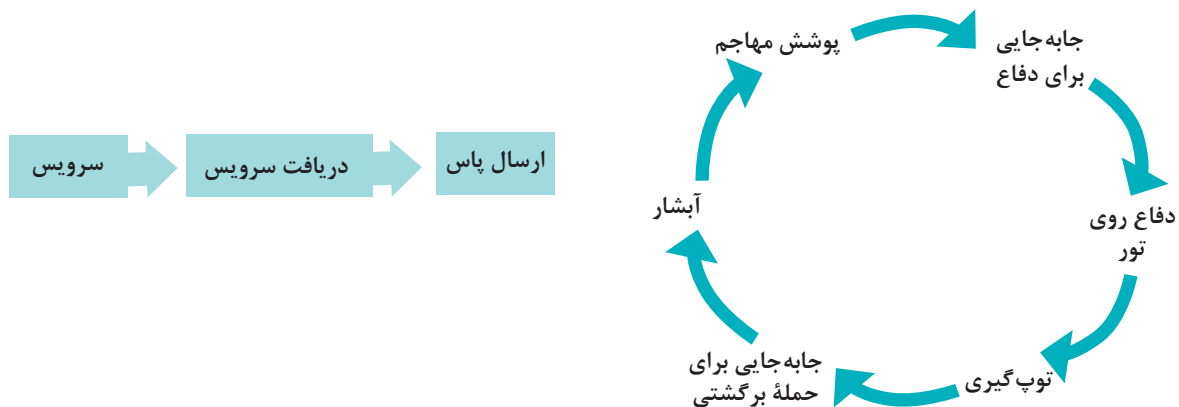 سرویس
دریافت سرویس
ارسال پاس
پوشش مهاجم
جابه‌جایی
برای دفاع
دفاع روی
تور
توپ‌گیری
جابه‌جایی برای
حملهٔ برگشتی
آبشار